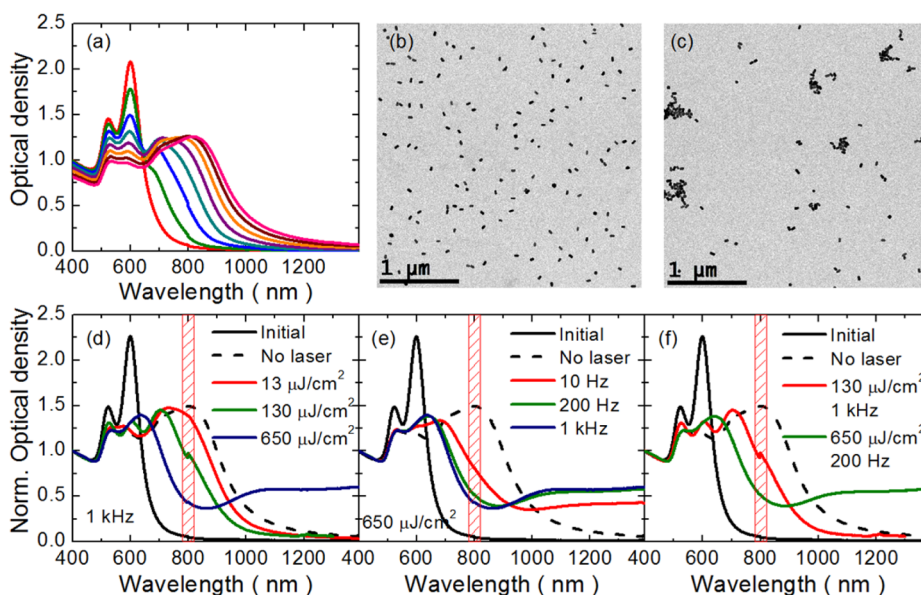 (a)
2.5
2.0
1.5
1.0
0.5
0.0
Optical density
400 600 800 1000 1200
Wavelength ( nm )
(b)
1 μm
(c)
1 μm
(d)
2.5
2.0
1.5
1.0
0.5
0.0
Norm. Optical density
Initial
No laser
13 μJ/cm²
130 μJ/cm²
650 μJ/cm²
1 kHz
400 600 800 1000 1200
Wavelength ( nm )
(e)
Initial
No laser
10 Hz
200 Hz
1 kHz
650 μJ/cm²
400 600 800 1000 1200
Wavelength ( nm )
(f)
Initial
No laser
130 μJ/cm²
1 kHz
650 μJ/cm²
200 Hz
400 600 800 1000 1200
Wavelength ( nm )